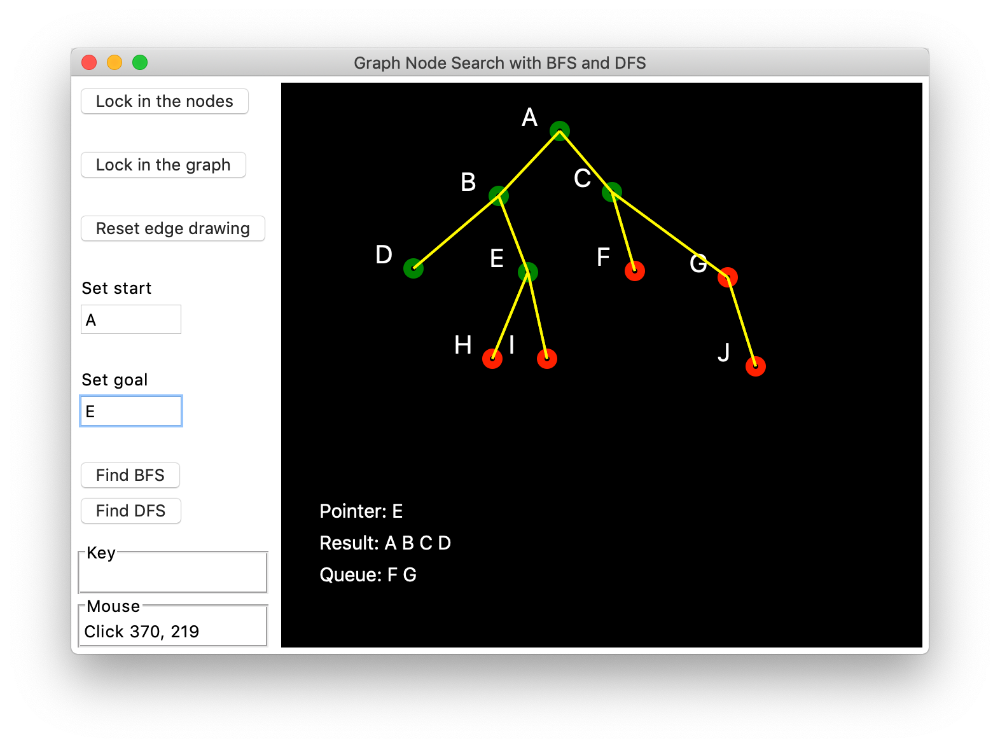 Graph Node Search with BFS and DFS
Lock in the nodes
Lock in the graph
Reset edge drawing
Set start
A
Set goal
E
Find BFS
Find DFS
Key
Mouse
Click 370, 219
A
B
C
D
E
F
G
H
I
J
Pointer: E
Result: A B C D
Queue: F G